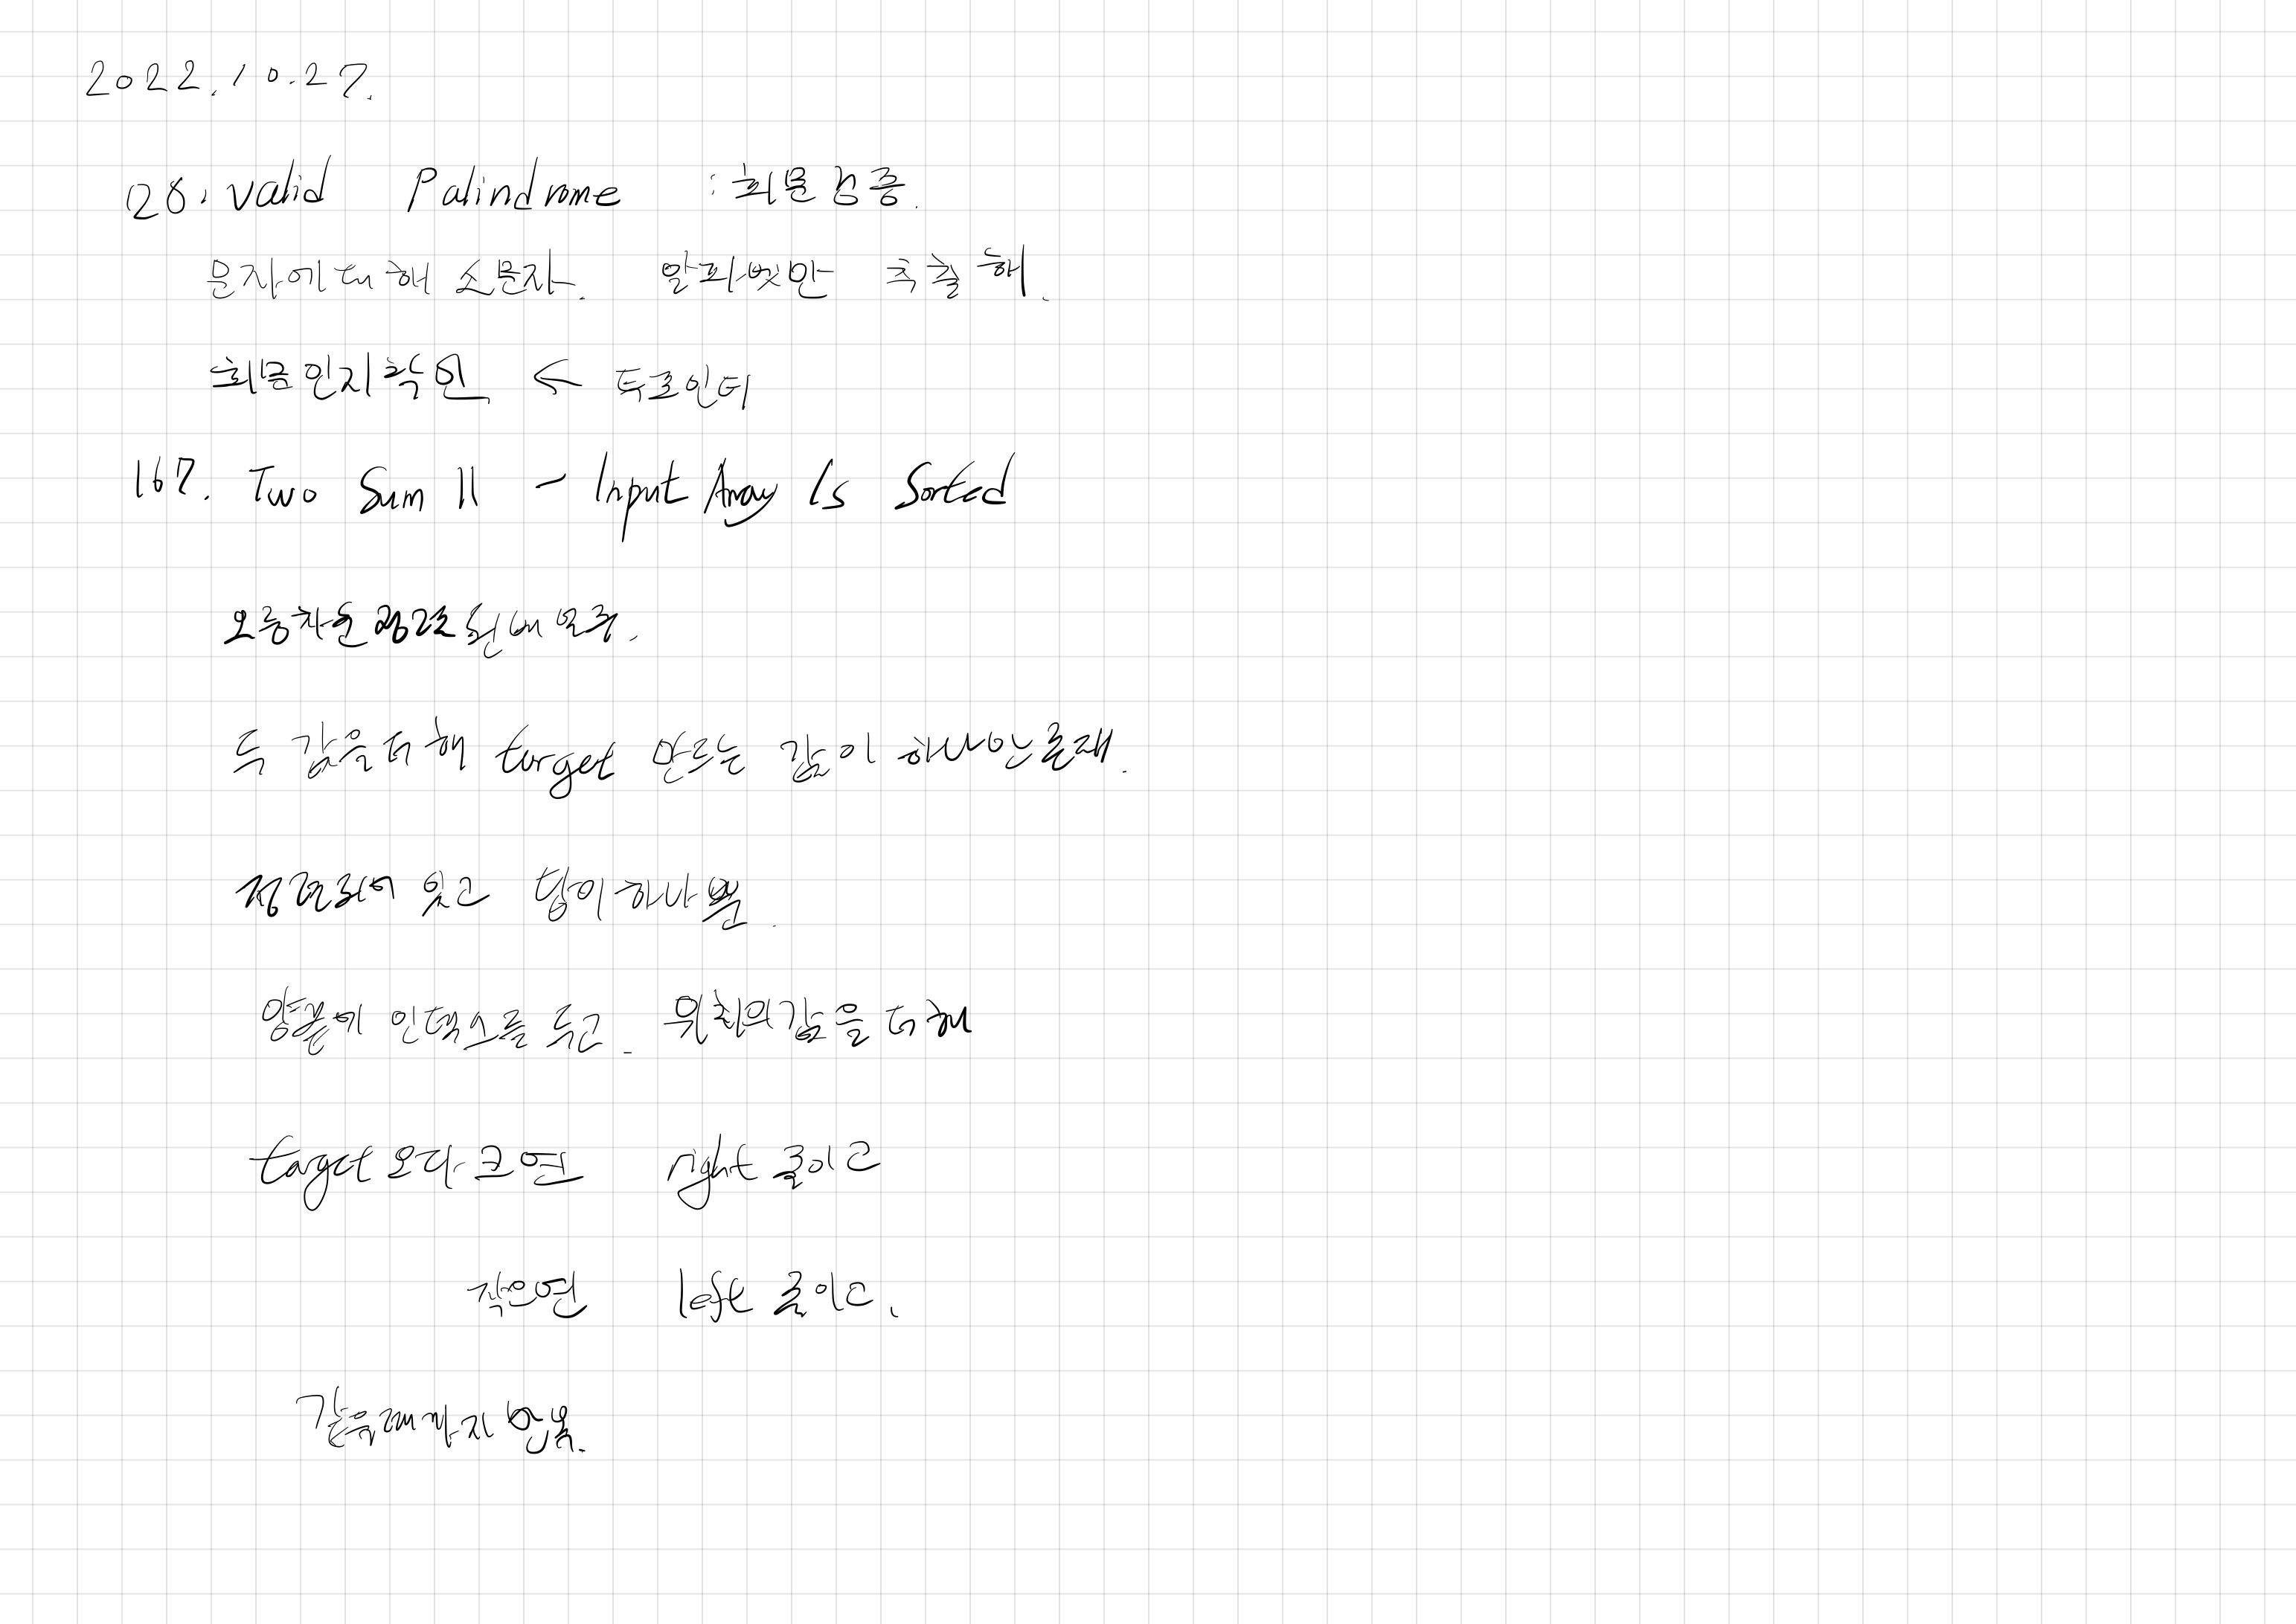 2022.10.27.
128. Valid Palindrome : 회문 검증.
문자에 대해 소문자. 알파벳만 추출해.
회문인지 확인 ← 투포인터
167. Two Sum II - Input Array Is Sorted
오름차순 정렬된 배열중.
두 값을 더해 target 만드는 값이 하나만 존재.
정렬되어 있고 답이 하나뿐.
양끝에 인덱스를 두고. 위치의 값을 더해
target 보다 크면 right 줄이고
작으면 left 줄이고.
같을때까지 반복.